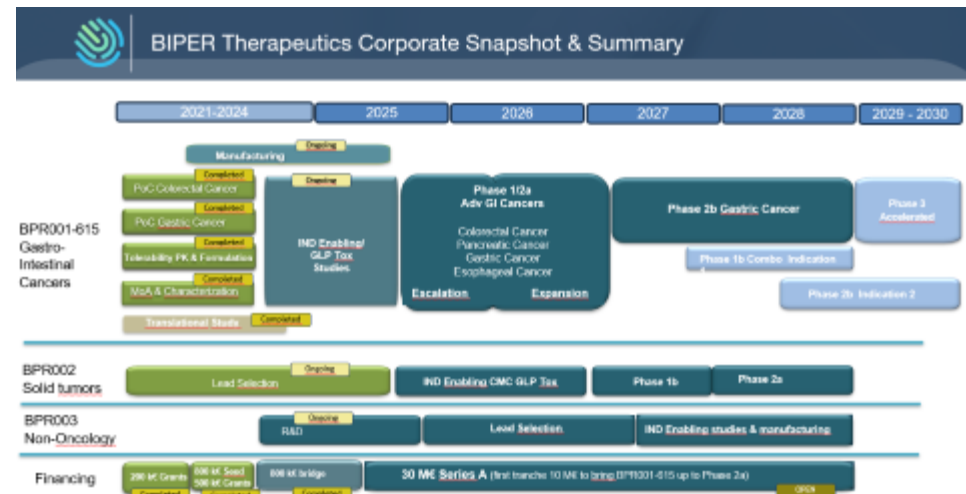 BIPER Therapeutics Corporate Snapshot & Summary
2021-2024 2025 2026 2027 2028 2029 - 2030
Ongoing
Manufacturing
Completed Ongoing
PoC Colorectal Cancer
Completed
PoC Gastric Cancer
Completed
Tolerability PK & Formulation
Completed
MoA & Characterization
Translational Study Completed
BPR001-615
Gastro-
Intestinal
Cancers
IND Enabling/
GLP Tox
Studies
Phase 1/2a
Adv GI Cancers
Colorectal Cancer
Pancreatic Cancer
Gastric Cancer
Esophageal Cancer
Escalation Expansion
Phase 2b Gastric Cancer
Phase 1b Combo Indication
Phase 2b Indication 2
Phase 3
Accelerated
BPR002
Solid tumors
Ongoing
Lead Selection IND Enabling CMC GLP Tox Phase 1b Phase 2a
BPR003
Non-Oncology
Ongoing
R&D Lead Selection IND Enabling studies & manufacturing
Financing
200 k€ Grants
800 k€ Seed
500 k€ Grants
800 k€ bridge
30 M€ Series A (first tranche 10 M€ to bring BPR001-615 up to Phase 2a)
Completed Completed Completed OPEN